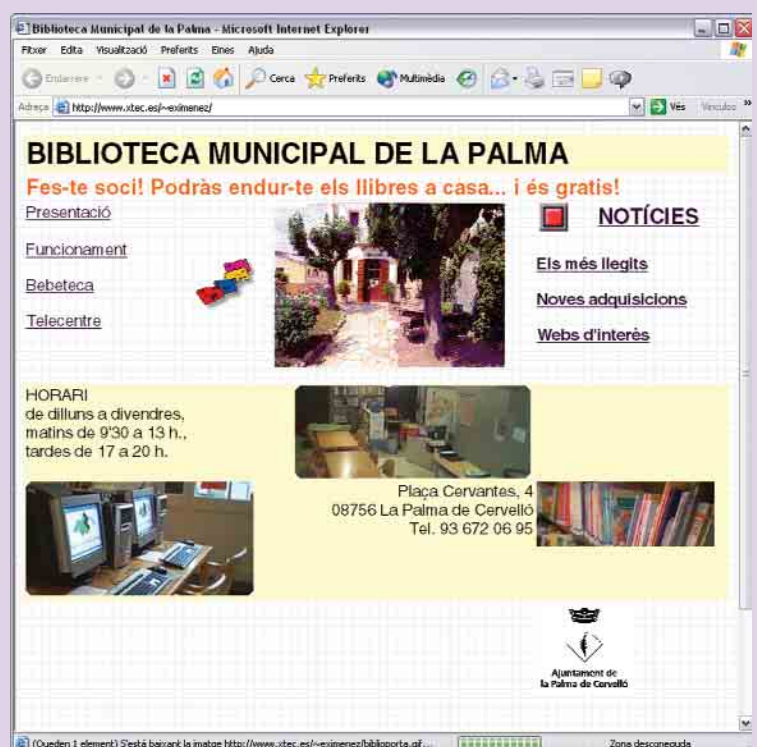 Biblioteca Municipal de la Palma - Microsoft Internet Explorer
Fitxer Edita Visualització Preferits Eines Ajuda
Endarrere Cerca Preferits Multimèdia
Adreça http://www.xtec.es/~eximenez/ Vés Vincles
BIBLIOTECA MUNICIPAL DE LA PALMA
Fes-te soci! Podràs endur-te els llibres a casa... i és gratis!
Presentació
Funcionament
Bebeteca
Telecentre
NOTÍCIES
Els més llegits
Noves adquisicions
Webs d'interès
HORARI
de dilluns a divendres,
matins de 9'30 a 13 h.,
tardes de 17 a 20 h.
Plaça Cervantes, 4
08756 La Palma de Cervelló
Tel. 93 672 06 95
Ajuntament de
la Palma de Cervelló
(Queden 1 element) S'està baixant la imatge http://www.xtec.es/~eximenez/biblioporta.gif... Zona desconeguda